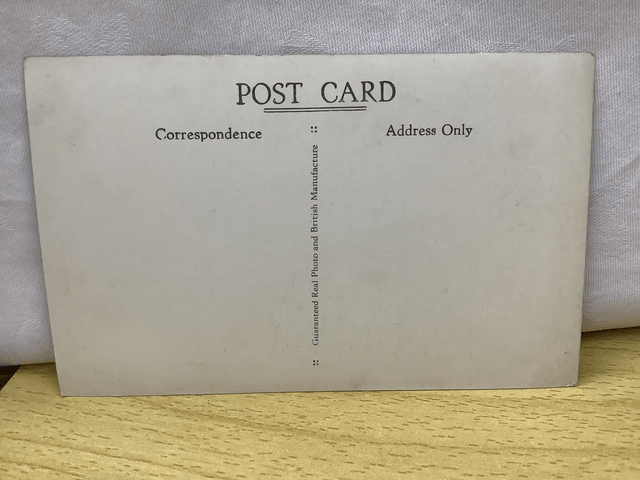 POST CARD
Correspondence
Address Only
Guaranteed Real Photo and British Manufacture